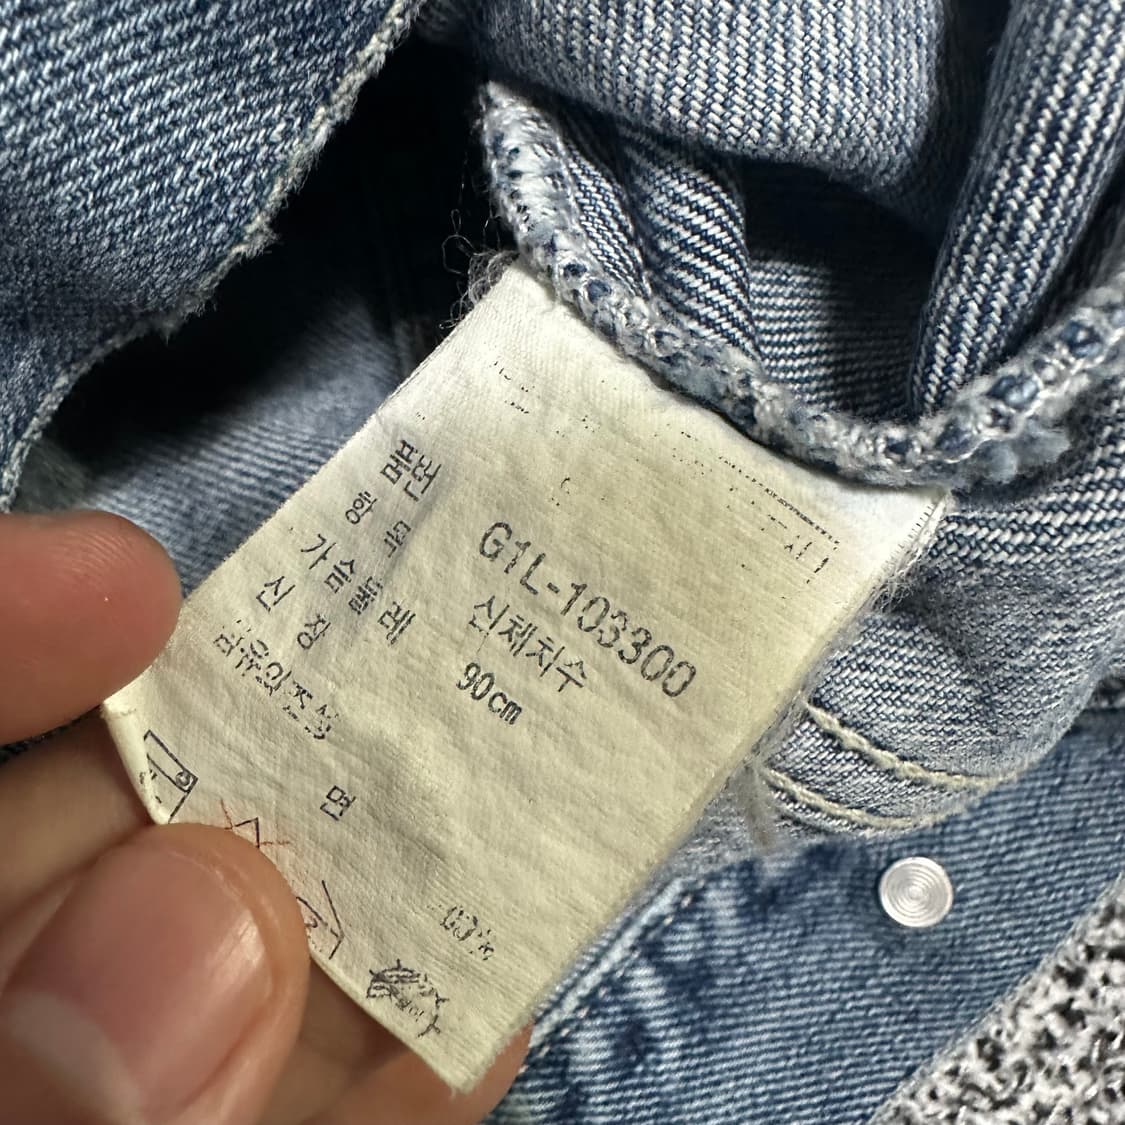 품번 G1L-103300
항목 신체치수
가슴둘레 90cm
신장
섬유의조성
면